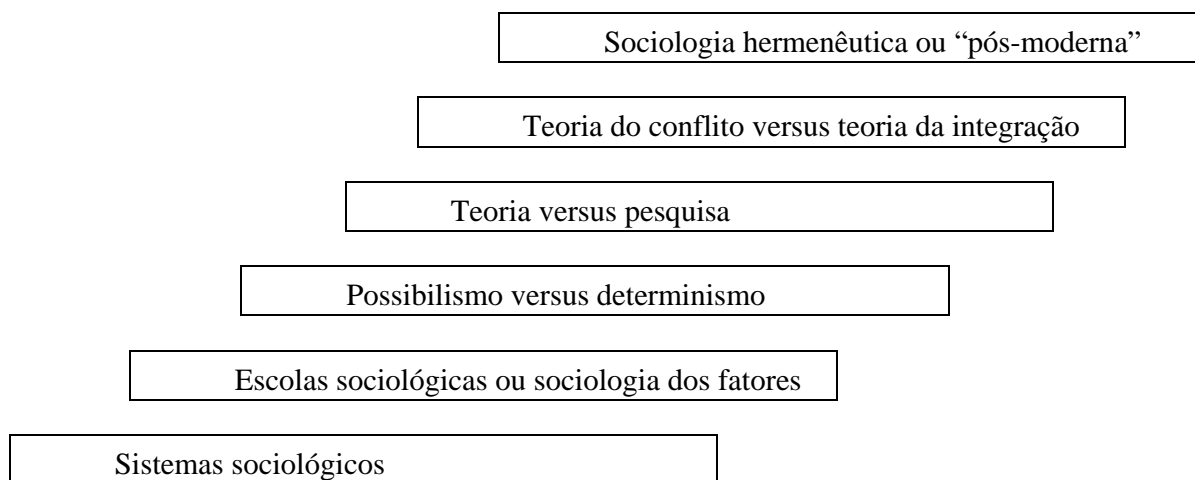 Sociologia hermenêutica ou “pós-moderna”
Teoria do conflito versus teoria da integração
Teoria versus pesquisa
Possibilismo versus determinismo
Escolas sociológicas ou sociologia dos fatores
Sistemas sociológicos